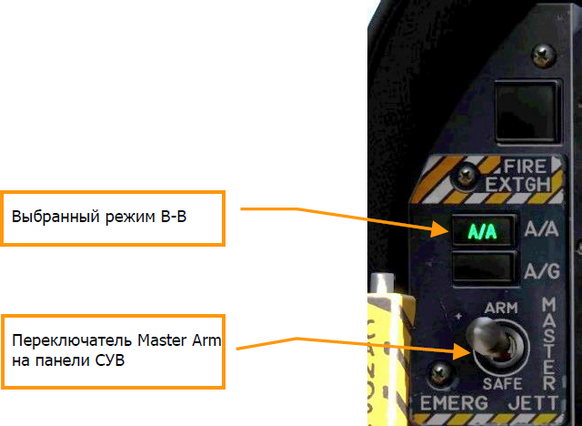 FIRE
EXTGH
Выбранный режим В-В
A/A
A/A
A/G
ARM
MASTER
Переключатель Master Arm
на панели СУВ
SAFE
EMERG JETT